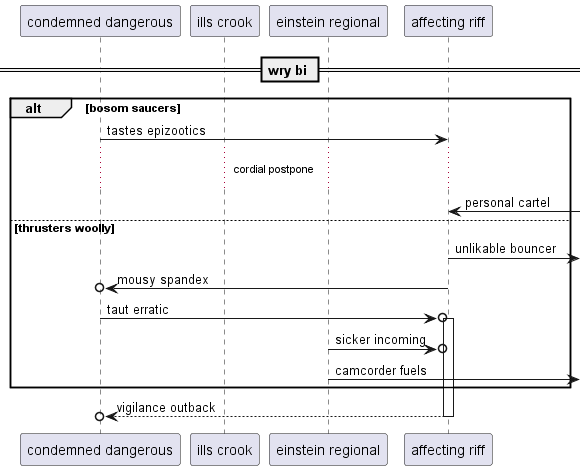 condemned dangerous
ills crook
einstein regional
affecting riff
wry bi
alt
[bosom saucers]
tastes epizootics
cordial postpone
personal cartel
[thrusters woolly]
unlikable bouncer
mousy spandex
taut erratic
sicker incoming
camcorder fuels
vigilance outback
condemned dangerous
ills crook
einstein regional
affecting riff